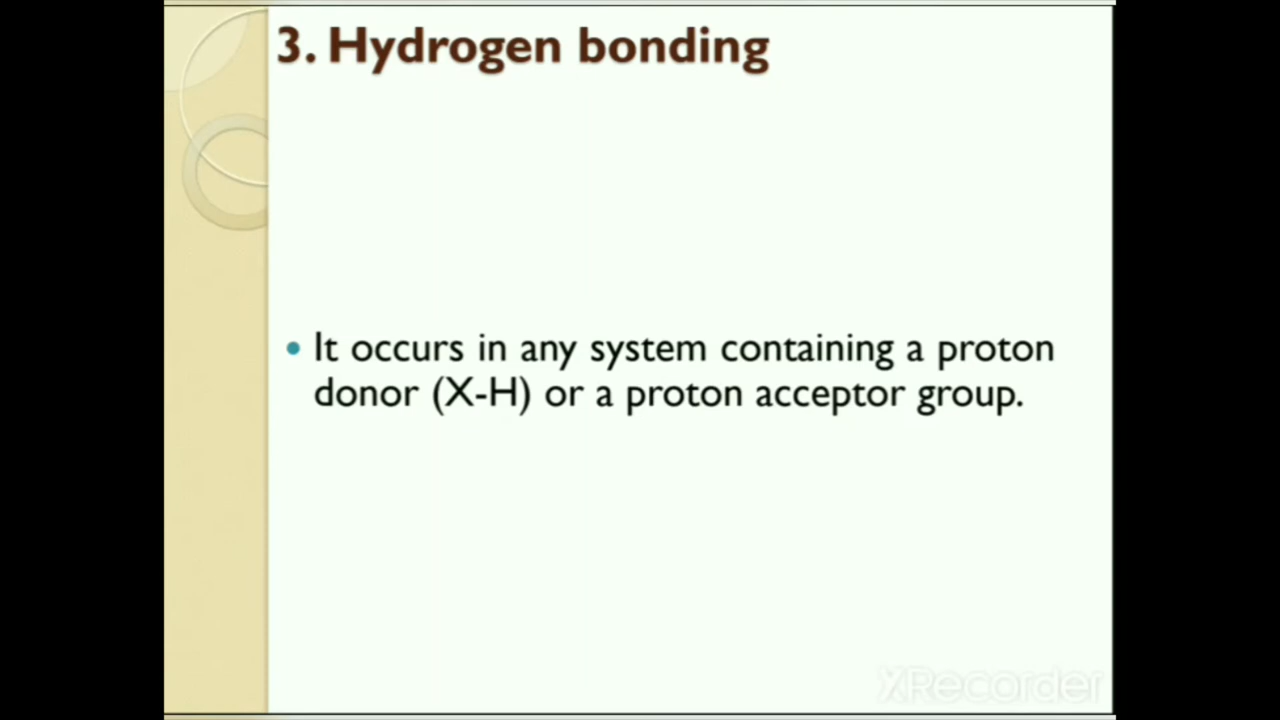 3. Hydrogen bonding
• It occurs in any system containing a proton
donor (X-H) or a proton acceptor group.
XRecorder